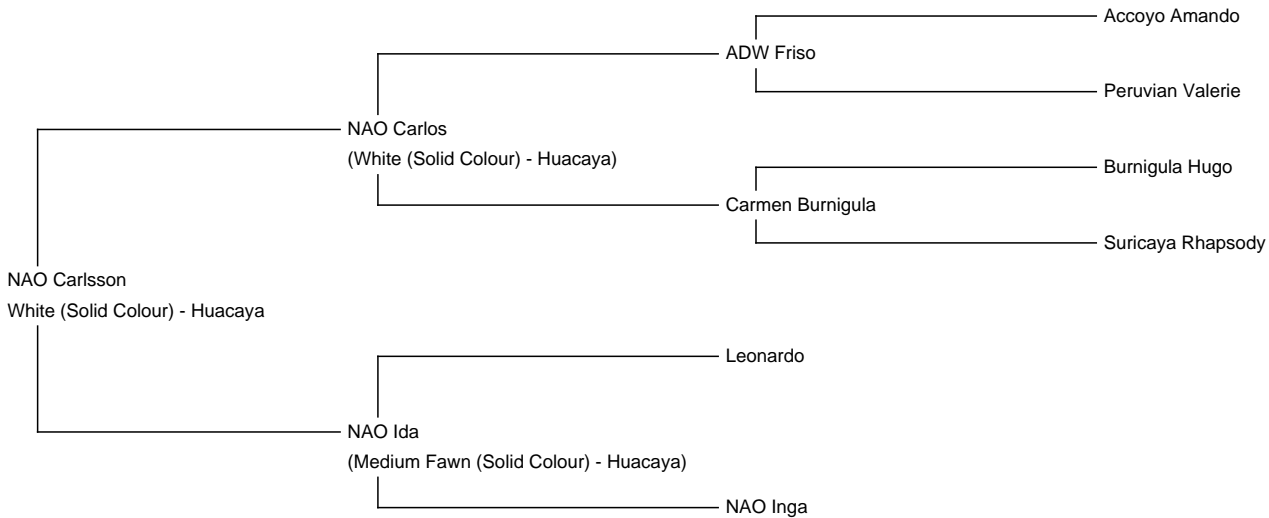 Accoyo Amando
ADW Friso
Peruvian Valerie
NAO Carlos
(White (Solid Colour) - Huacaya)
Burnigula Hugo
Carmen Burnigula
Suricaya Rhapsody
NAO Carlsson
White (Solid Colour) - Huacaya
Leonardo
NAO Ida
(Medium Fawn (Solid Colour) - Huacaya)
NAO Inga